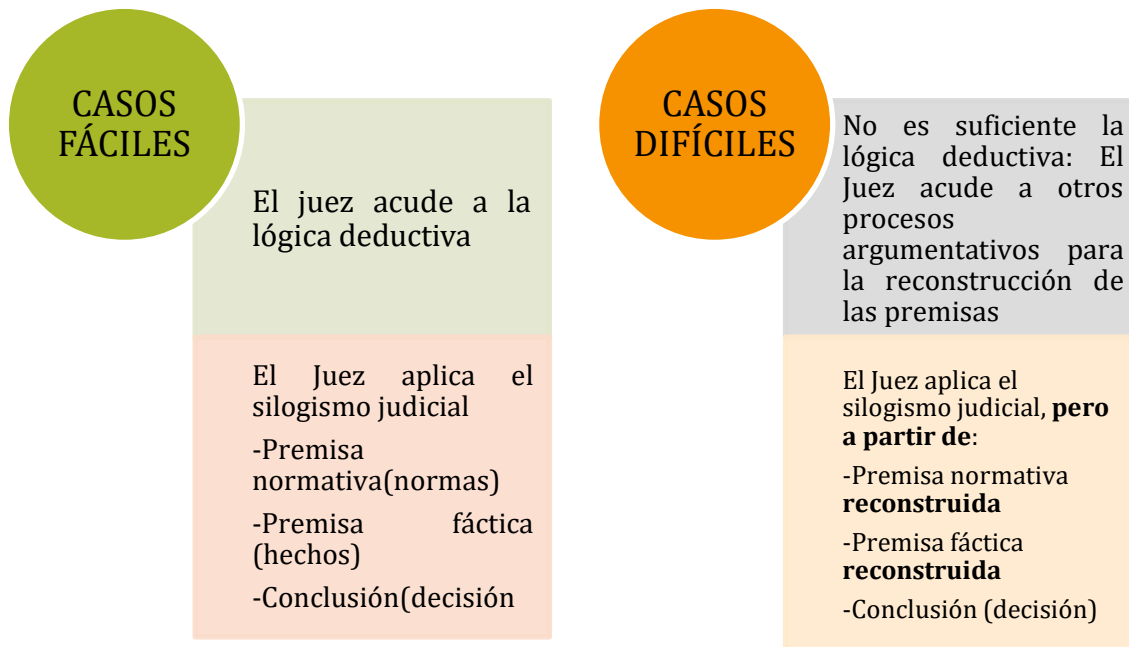 CASOS
FÁCILES
El juez acude a la
lógica deductiva
El Juez aplica el
silogismo judicial
-Premisa
normativa(normas)
-Premisa fáctica
(hechos)
-Conclusión(decisión
CASOS
DIFÍCILES
No es suficiente la
lógica deductiva: El
Juez acude a otros
procesos
argumentativos para
la reconstrucción de
las premisas
El Juez aplica el
silogismo judicial, pero
a partir de:
-Premisa normativa
reconstruida
-Premisa fáctica
reconstruida
-Conclusión (decisión)